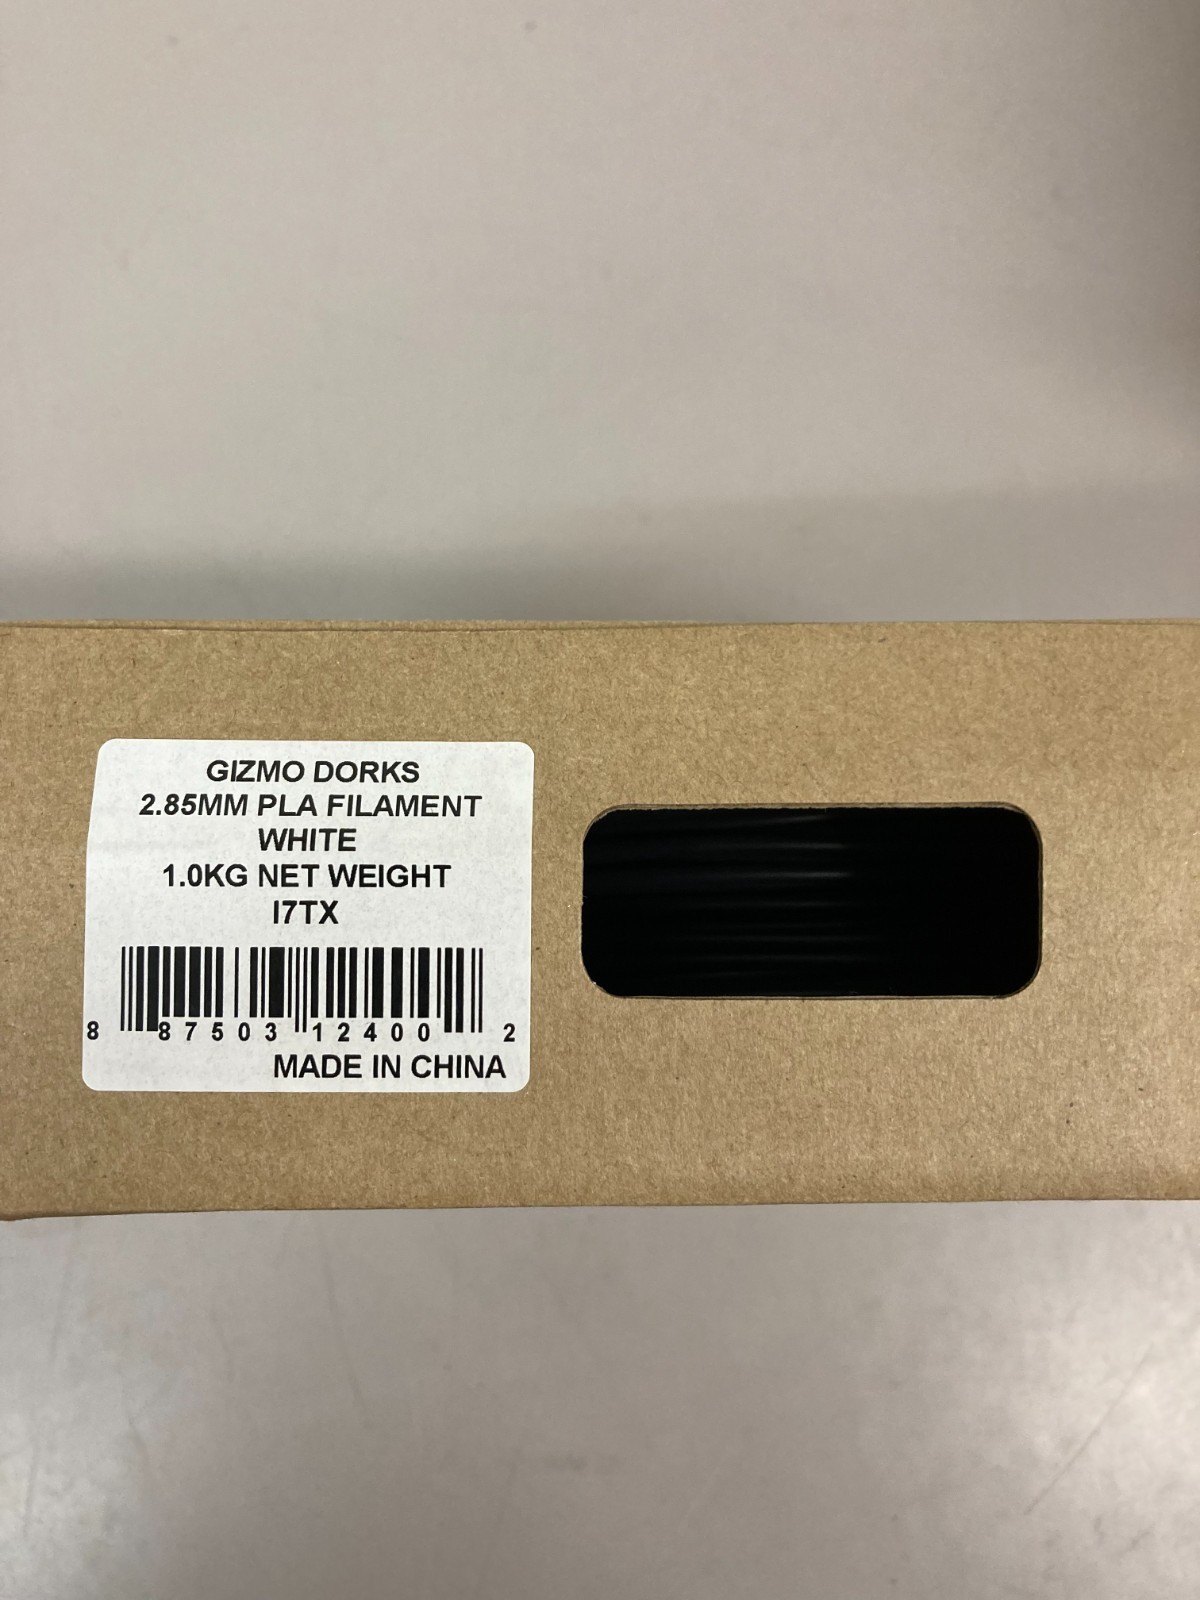 GIZMO DORKS
2.85MM PLA FILAMENT
WHITE
1.0KG NET WEIGHT
I7TX
8 87503 12400 2
MADE IN CHINA